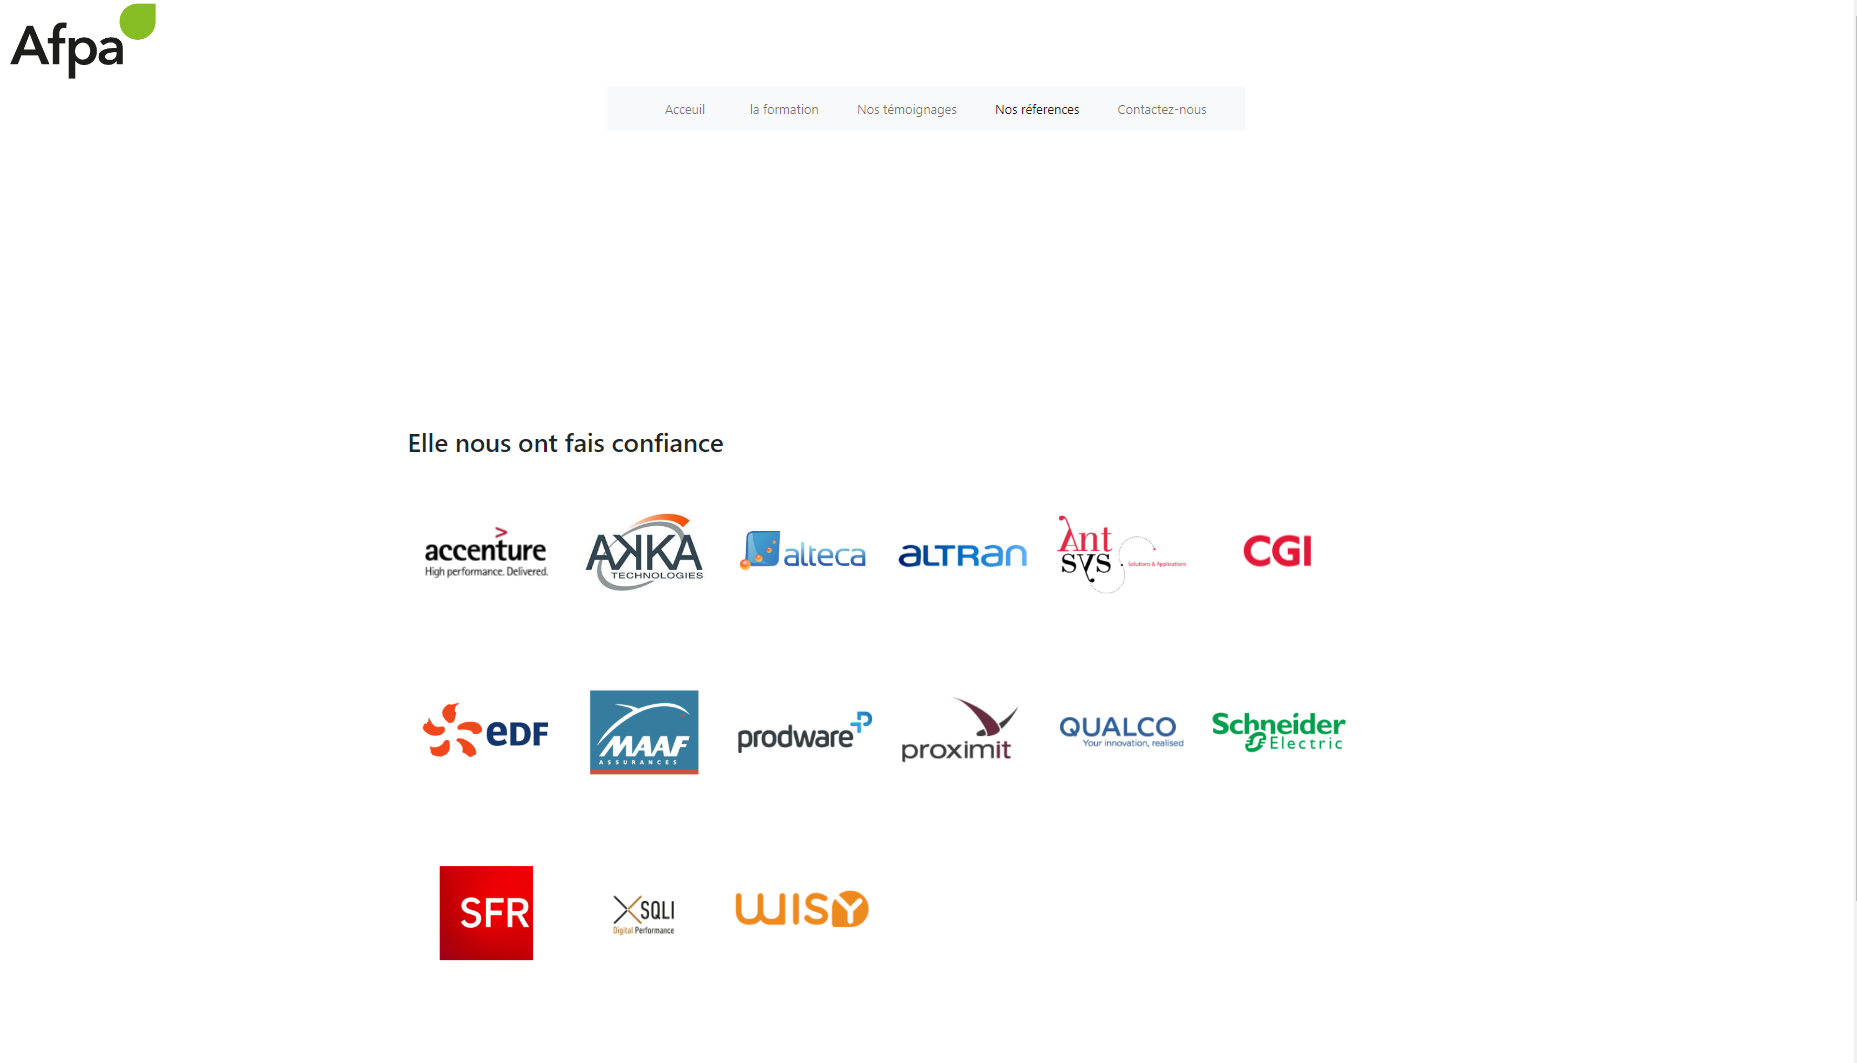 Afpa
Acceuil la formation Nos témoignages Nos réferences Contactez-nous
Elle nous ont fais confiance
accenture
High performance. Delivered.
AKKA
TECHNOLOGIES
alteca
ALTRAN
Ant
sys
Solutions & Applications
CGI
eDF
MAAF
ASSURANCES
prodware
proximit
QUALCO
Your innovation, realised
Schneider
Electric
SFR
SQLI
Digital Performance
WISY